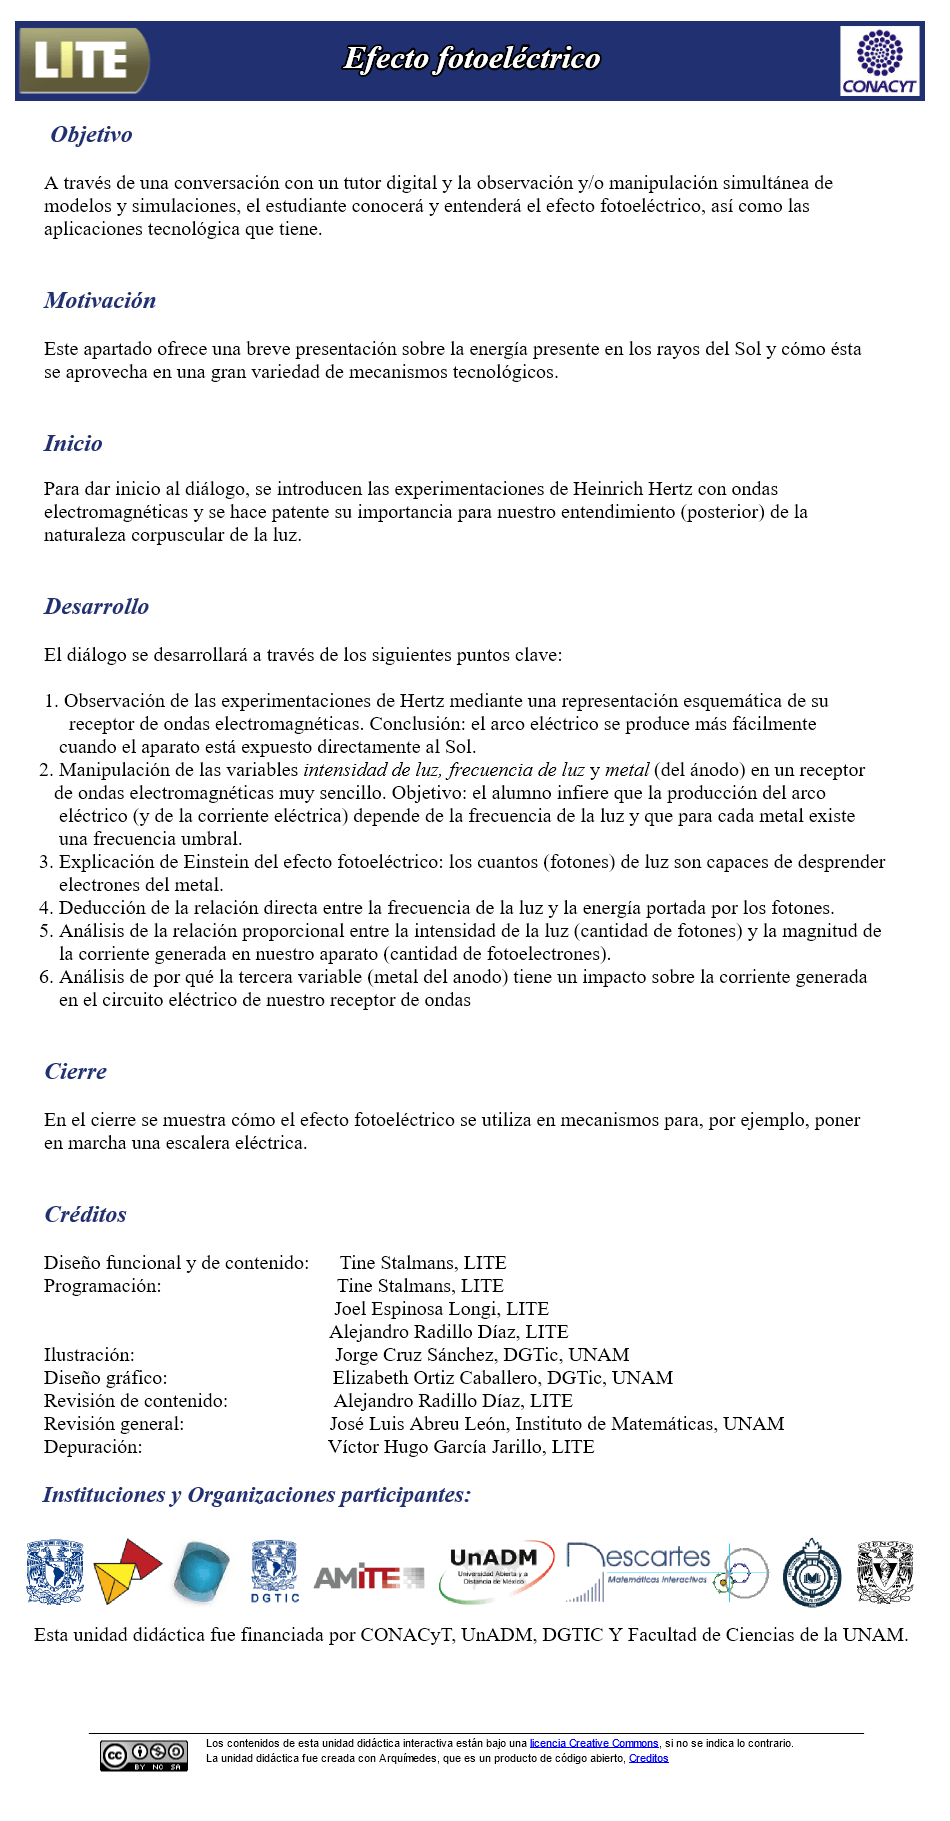 LITE
Efecto fotoeléctrico
CONACYT
Objetivo
A través de una conversación con un tutor digital y la observación y/o manipulación simultánea de
modelos y simulaciones, el estudiante conocerá y entenderá el efecto fotoeléctrico, así como las
aplicaciones tecnológica que tiene.
Motivación
Este apartado ofrece una breve presentación sobre la energía presente en los rayos del Sol y cómo ésta
se aprovecha en una gran variedad de mecanismos tecnológicos.
Inicio
Para dar inicio al diálogo, se introducen las experimentaciones de Heinrich Hertz con ondas
electromagnéticas y se hace patente su importancia para nuestro entendimiento (posterior) de la
naturaleza corpuscular de la luz.
Desarrollo
El diálogo se desarrollará a través de los siguientes puntos clave:
1. Observación de las experimentaciones de Hertz mediante una representación esquemática de su
receptor de ondas electromagnéticas. Conclusión: el arco eléctrico se produce más fácilmente
cuando el aparato está expuesto directamente al Sol.
2. Manipulación de las variables intensidad de luz, frecuencia de luz y metal (del ánodo) en un receptor
de ondas electromagnéticas muy sencillo. Objetivo: el alumno infiere que la producción del arco
eléctrico (y de la corriente eléctrica) depende de la frecuencia de la luz y que para cada metal existe
una frecuencia umbral.
3. Explicación de Einstein del efecto fotoeléctrico: los cuantos (fotones) de luz son capaces de desprender
electrones del metal.
4. Deducción de la relación directa entre la frecuencia de la luz y la energía portada por los fotones.
5. Análisis de la relación proporcional entre la intensidad de la luz (cantidad de fotones) y la magnitud de
la corriente generada en nuestro aparato (cantidad de fotoelectrones).
6. Análisis de por qué la tercera variable (metal del anodo) tiene un impacto sobre la corriente generada
en el circuito eléctrico de nuestro receptor de ondas
Cierre
En el cierre se muestra cómo el efecto fotoeléctrico se utiliza en mecanismos para, por ejemplo, poner
en marcha una escalera eléctrica.
Créditos
Diseño funcional y de contenido: Tine Stalmans, LITE
Programación: Tine Stalmans, LITE
Joel Espinosa Longi, LITE
Alejandro Radillo Díaz, LITE
Ilustración: Jorge Cruz Sánchez, DGTic, UNAM
Diseño gráfico: Elizabeth Ortiz Caballero, DGTic, UNAM
Revisión de contenido: Alejandro Radillo Díaz, LITE
Revisión general: José Luis Abreu León, Instituto de Matemáticas, UNAM
Depuración: Víctor Hugo García Jarillo, LITE
Instituciones y Organizaciones participantes:
DGTIC
AMITE
UnADM
Universidad Abierta y a
Distancia de México
Descartes
Matemáticas interactivas
CIENCIAS
Esta unidad didáctica fue financiada por CONACyT, UnADM, DGTIC Y Facultad de Ciencias de la UNAM.
cc BY NC SA
Los contenidos de esta unidad didáctica interactiva están bajo una licencia Creative Commons, si no se indica lo contrario.
La unidad didáctica fue creada con Arquímedes, que es un producto de código abierto, Creditos